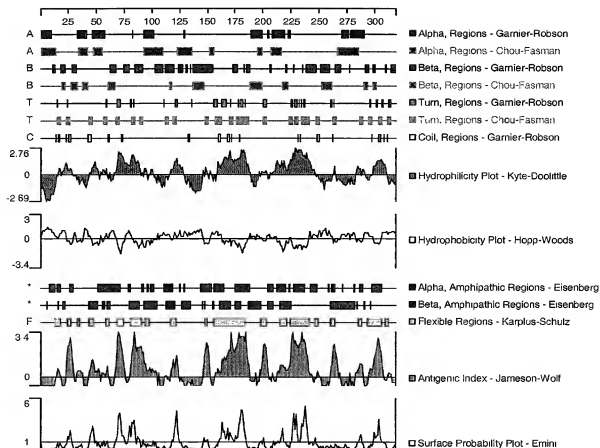 25 50 75 100 125 150 175 200 225 250 275 300
A Alpha, Regions - Garnier-Robson
A Alpha, Regions - Chou-Fasman
B Beta, Regions - Garnier-Robson
B Beta, Regions - Chou-Fasman
T Turn, Regions - Garnier-Robson
T Turn, Regions - Chou-Fasman
C Coil, Regions - Garnier-Robson
2.76
0 Hydrophilicity Plot - Kyte-Doolittle
-2.69
3
0 Hydrophobicity Plot - Hopp-Woods
-3.4
* Alpha, Amphipathic Regions - Eisenberg
* Beta, Amphipathic Regions - Eisenberg
F Flexible Regions - Karplus-Schulz
3 4
0 Antigenic Index - Jameson-Wolf
6
1 Surface Probability Plot - Emini